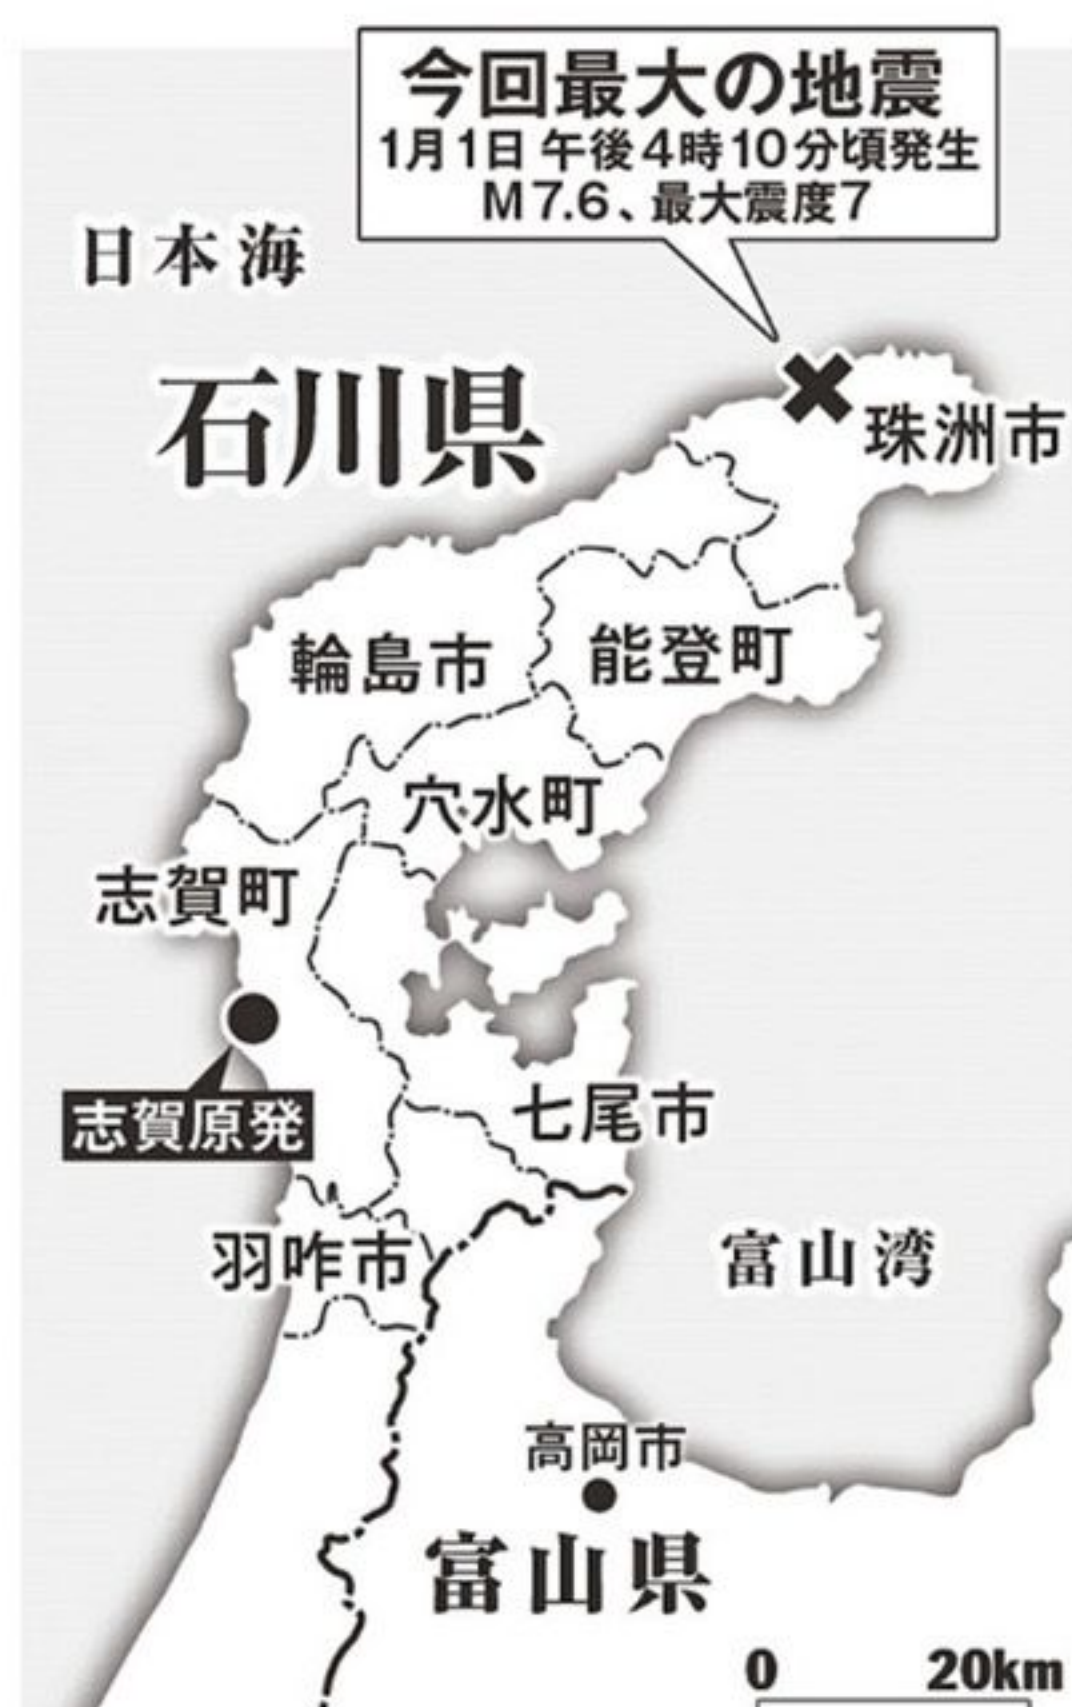 今回最大の地震
1月1日 午後4時10分頃発生
M7.6、最大震度7
日本海
石川県
珠洲市
輪島市
能登町
穴水町
志賀町
志賀原発
七尾市
羽咋市
富山湾
高岡市
富山県
0 20km